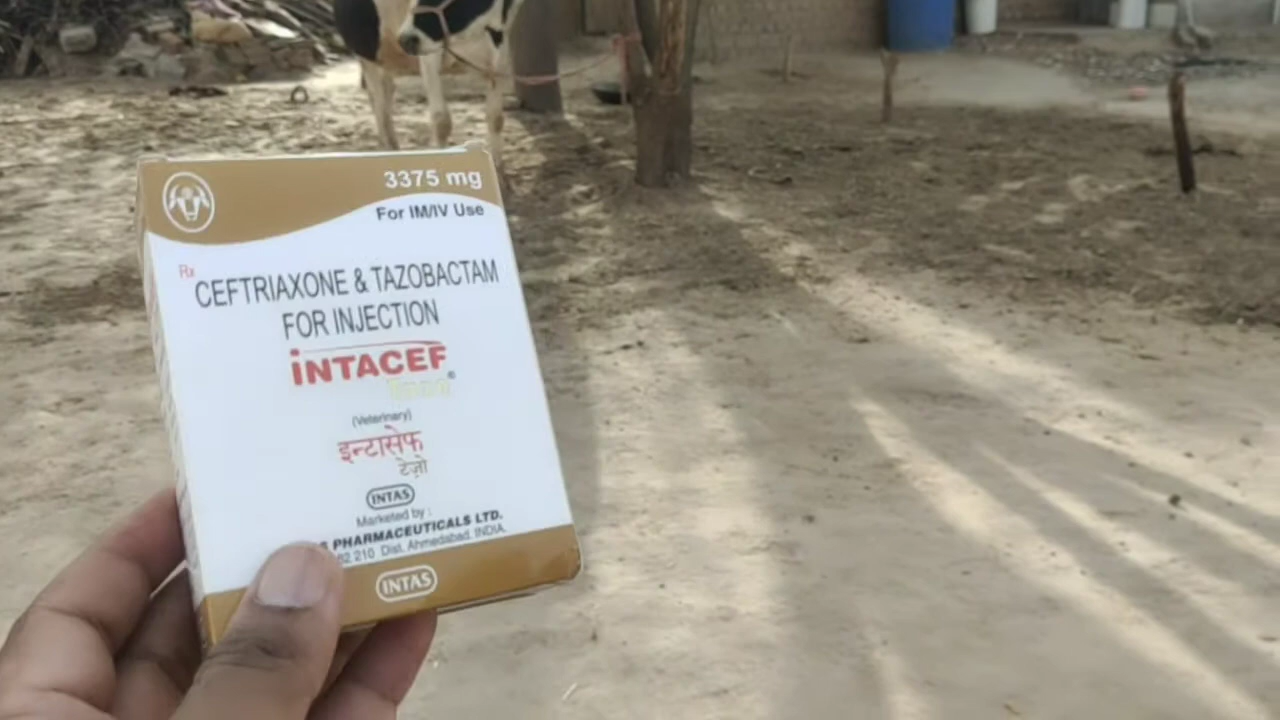 3375 mg
For IM/IV Use
Rx
CEFTRIAXONE & TAZOBACTAM
FOR INJECTION
INTACEF
®
(Veterinary)
इन्टासेफ
टेज़ो
INTAS
Marketed by :
PHARMACEUTICALS LTD.
210 Dist. Ahmedabad. INDIA.
INTAS